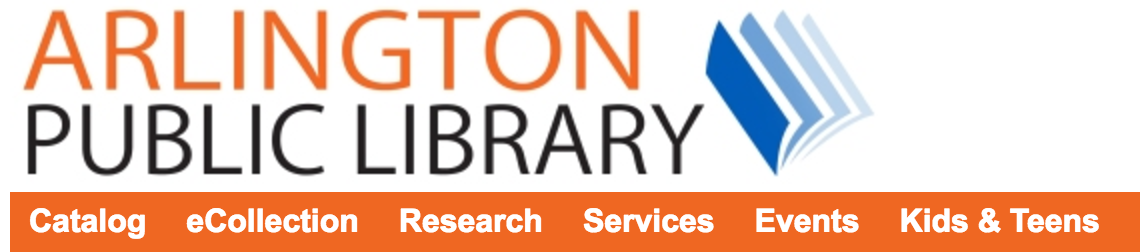 ARLINGTON
PUBLIC LIBRARY
Catalog eCollection Research Services Events Kids & Teens